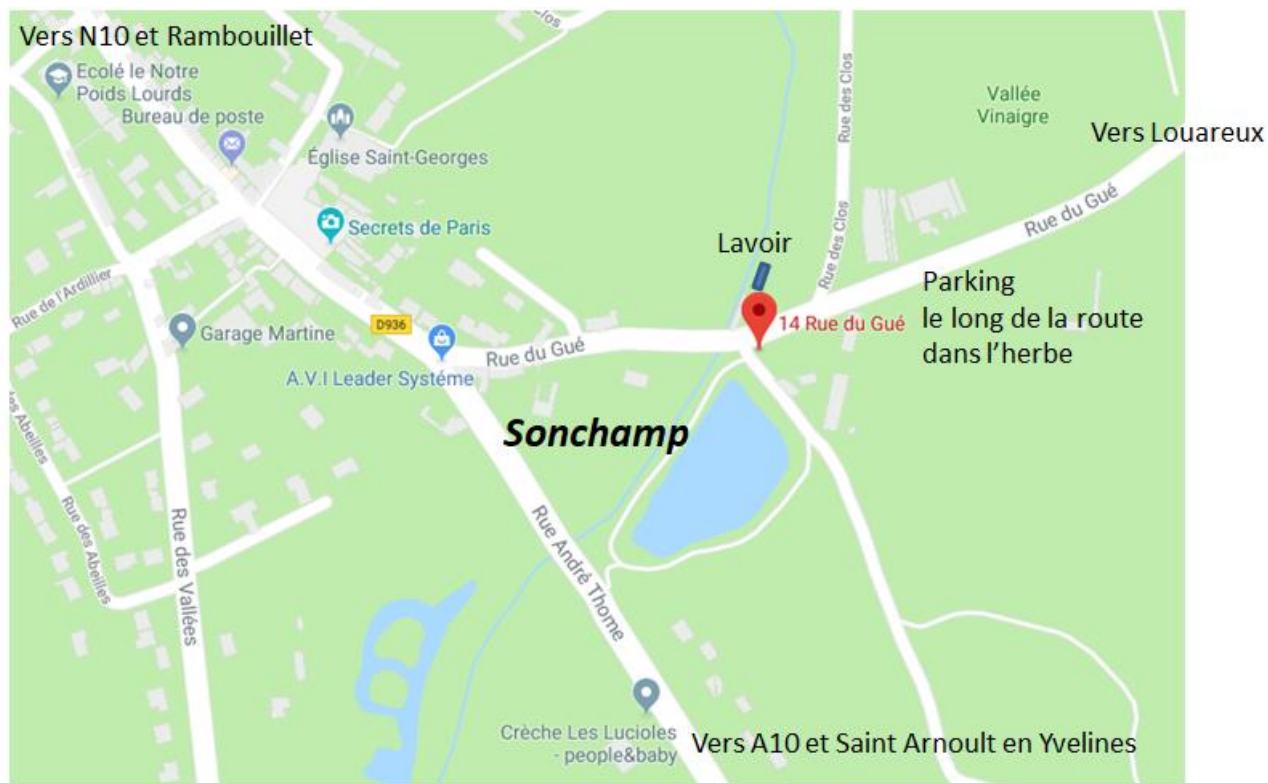 Vers N10 et Rambouillet
Ecolé le Notre
Poids Lourds
Bureau de poste
Église Saint-Georges
Secrets de Paris
Rue de l'Ardillier
Garage Martine
D936
A.V.I Leader Systéme
Rue du Gué
Lavoir
14 Rue du Gué
Rue des Clos
Rue des Clos
Clos
Vallée
Vinaigre
Vers Louareux
Rue du Gué
Parking
le long de la route
dans l'herbe
Sonchamp
des Abeilles
Rue des Abeilles
Rue des Vallées
Rue André Thome
Crèche Les Lucioles
- people&baby
Vers A10 et Saint Arnoult en Yvelines